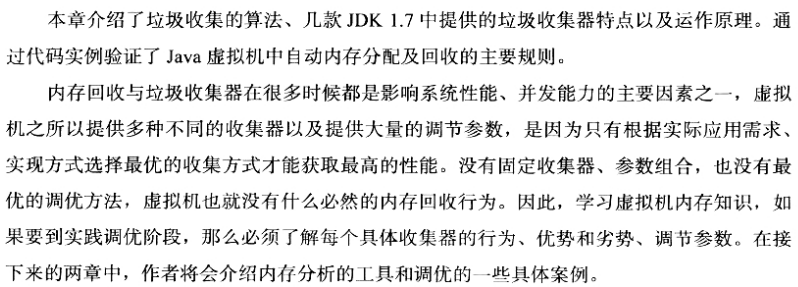 本章介绍了垃圾收集的算法、几款 JDK 1.7 中提供的垃圾收集器特点以及运作原理。通
过代码实例验证了 Java 虚拟机中自动内存分配及回收的主要规则。
内存回收与垃圾收集器在很多时候都是影响系统性能、并发能力的主要因素之一，虚拟
机之所以提供多种不同的收集器以及提供大量的调节参数，是因为只有根据实际应用需求、
实现方式选择最优的收集方式才能获取最高的性能。没有固定收集器、参数组合，也没有最
优的调优方法，虚拟机也就没有什么必然的内存回收行为。因此，学习虚拟机内存知识，如
果要到实践调优阶段，那么必须了解每个具体收集器的行为、优势和劣势、调节参数。在接
下来的两章中，作者将会介绍内存分析的工具和调优的一些具体案例。